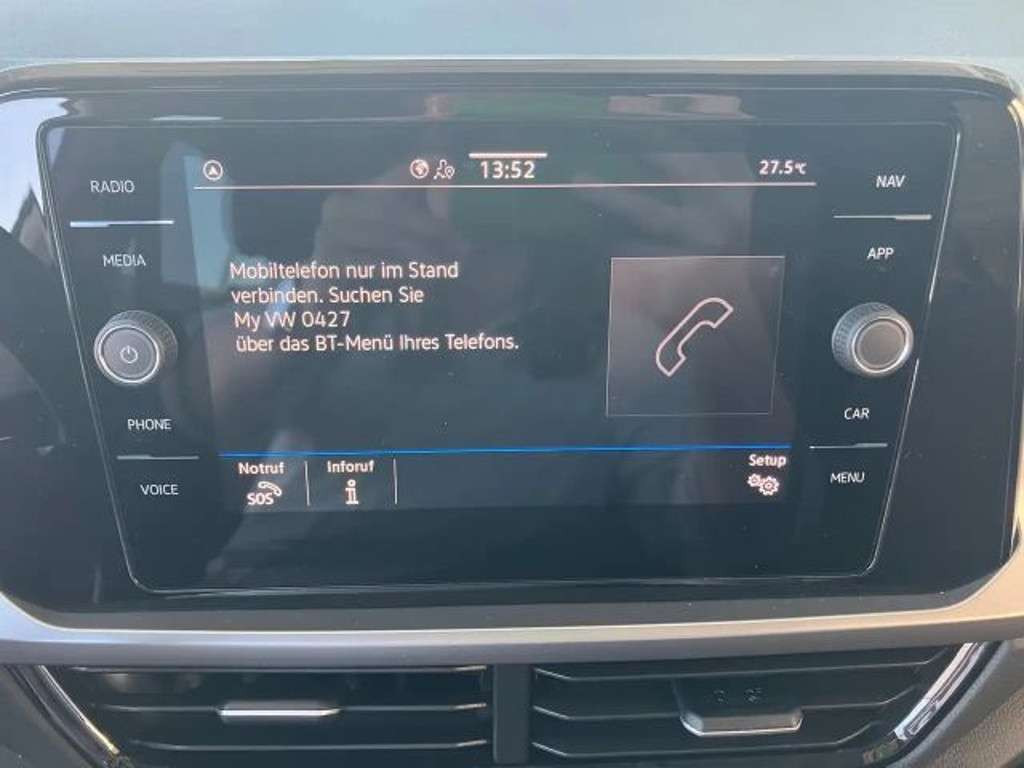 RADIO
MEDIA
PHONE
VOICE
13:52
27.5°C
Mobiltelefon nur im Stand
verbinden. Suchen Sie
My VW 0427
über das BT-Menü Ihres Telefons.
Notruf
SOS
Inforuf
Setup
NAV
APP
CAR
MENU